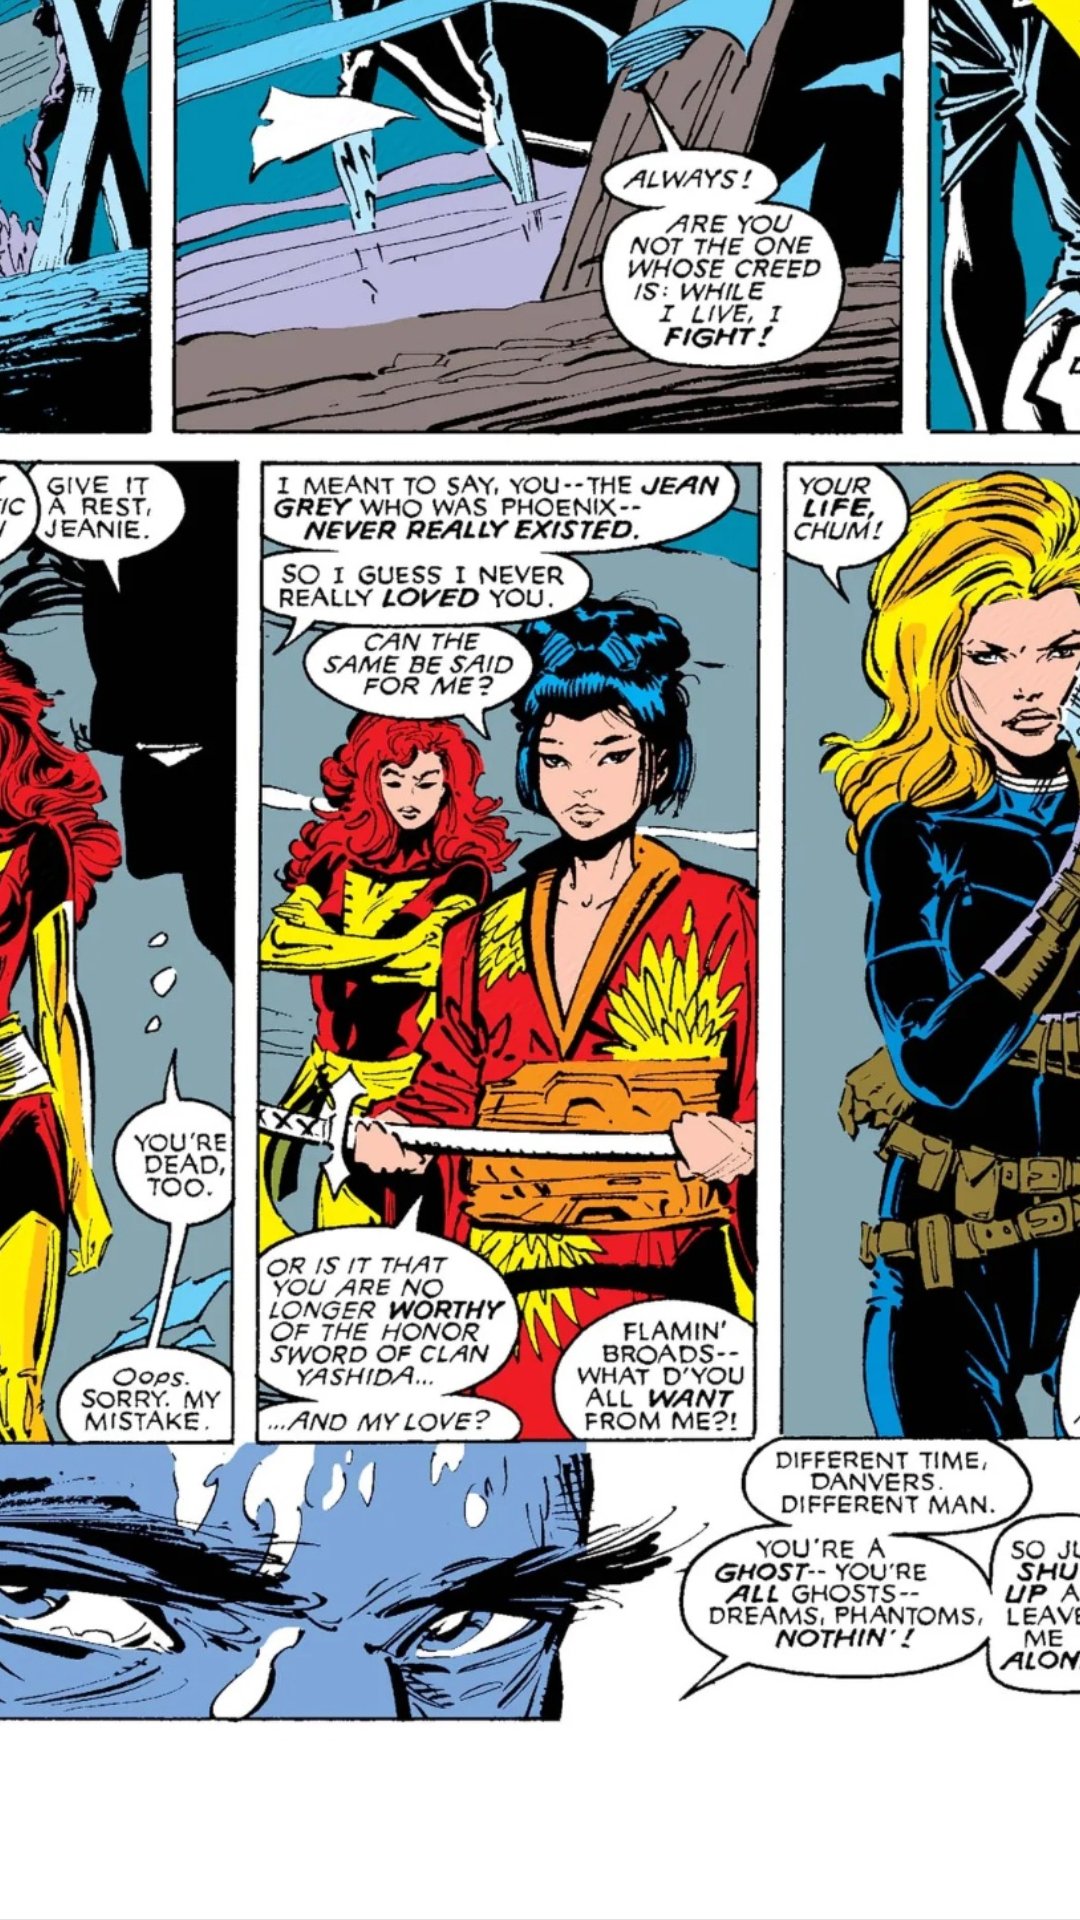 ALWAYS!
ARE YOU
NOT THE ONE
WHOSE CREED
IS: WHILE
I LIVE, I
FIGHT!
GIVE IT
A REST,
JEANIE.
YOU'RE
DEAD,
TOO.
OOPS.
SORRY. MY
MISTAKE.
I MEANT TO SAY, YOU--THE JEAN
GREY WHO WAS PHOENIX--
NEVER REALLY EXISTED.
SO I GUESS I NEVER
REALLY LOVED YOU.
CAN THE
SAME BE SAID
FOR ME?
OR IS IT THAT
YOU ARE NO
LONGER WORTHY
OF THE HONOR
SWORD OF CLAN
YASHIDA...
...AND MY LOVE?
FLAMIN'
BROADS--
WHAT D'YOU
ALL WANT
FROM ME?!
YOUR
LIFE,
CHUM!
DIFFERENT TIME,
DANVERS.
DIFFERENT MAN.
YOU'RE A
GHOST--YOU'RE
ALL GHOSTS--
DREAMS, PHANTOMS,
NOTHIN'!
SO
UP
ME